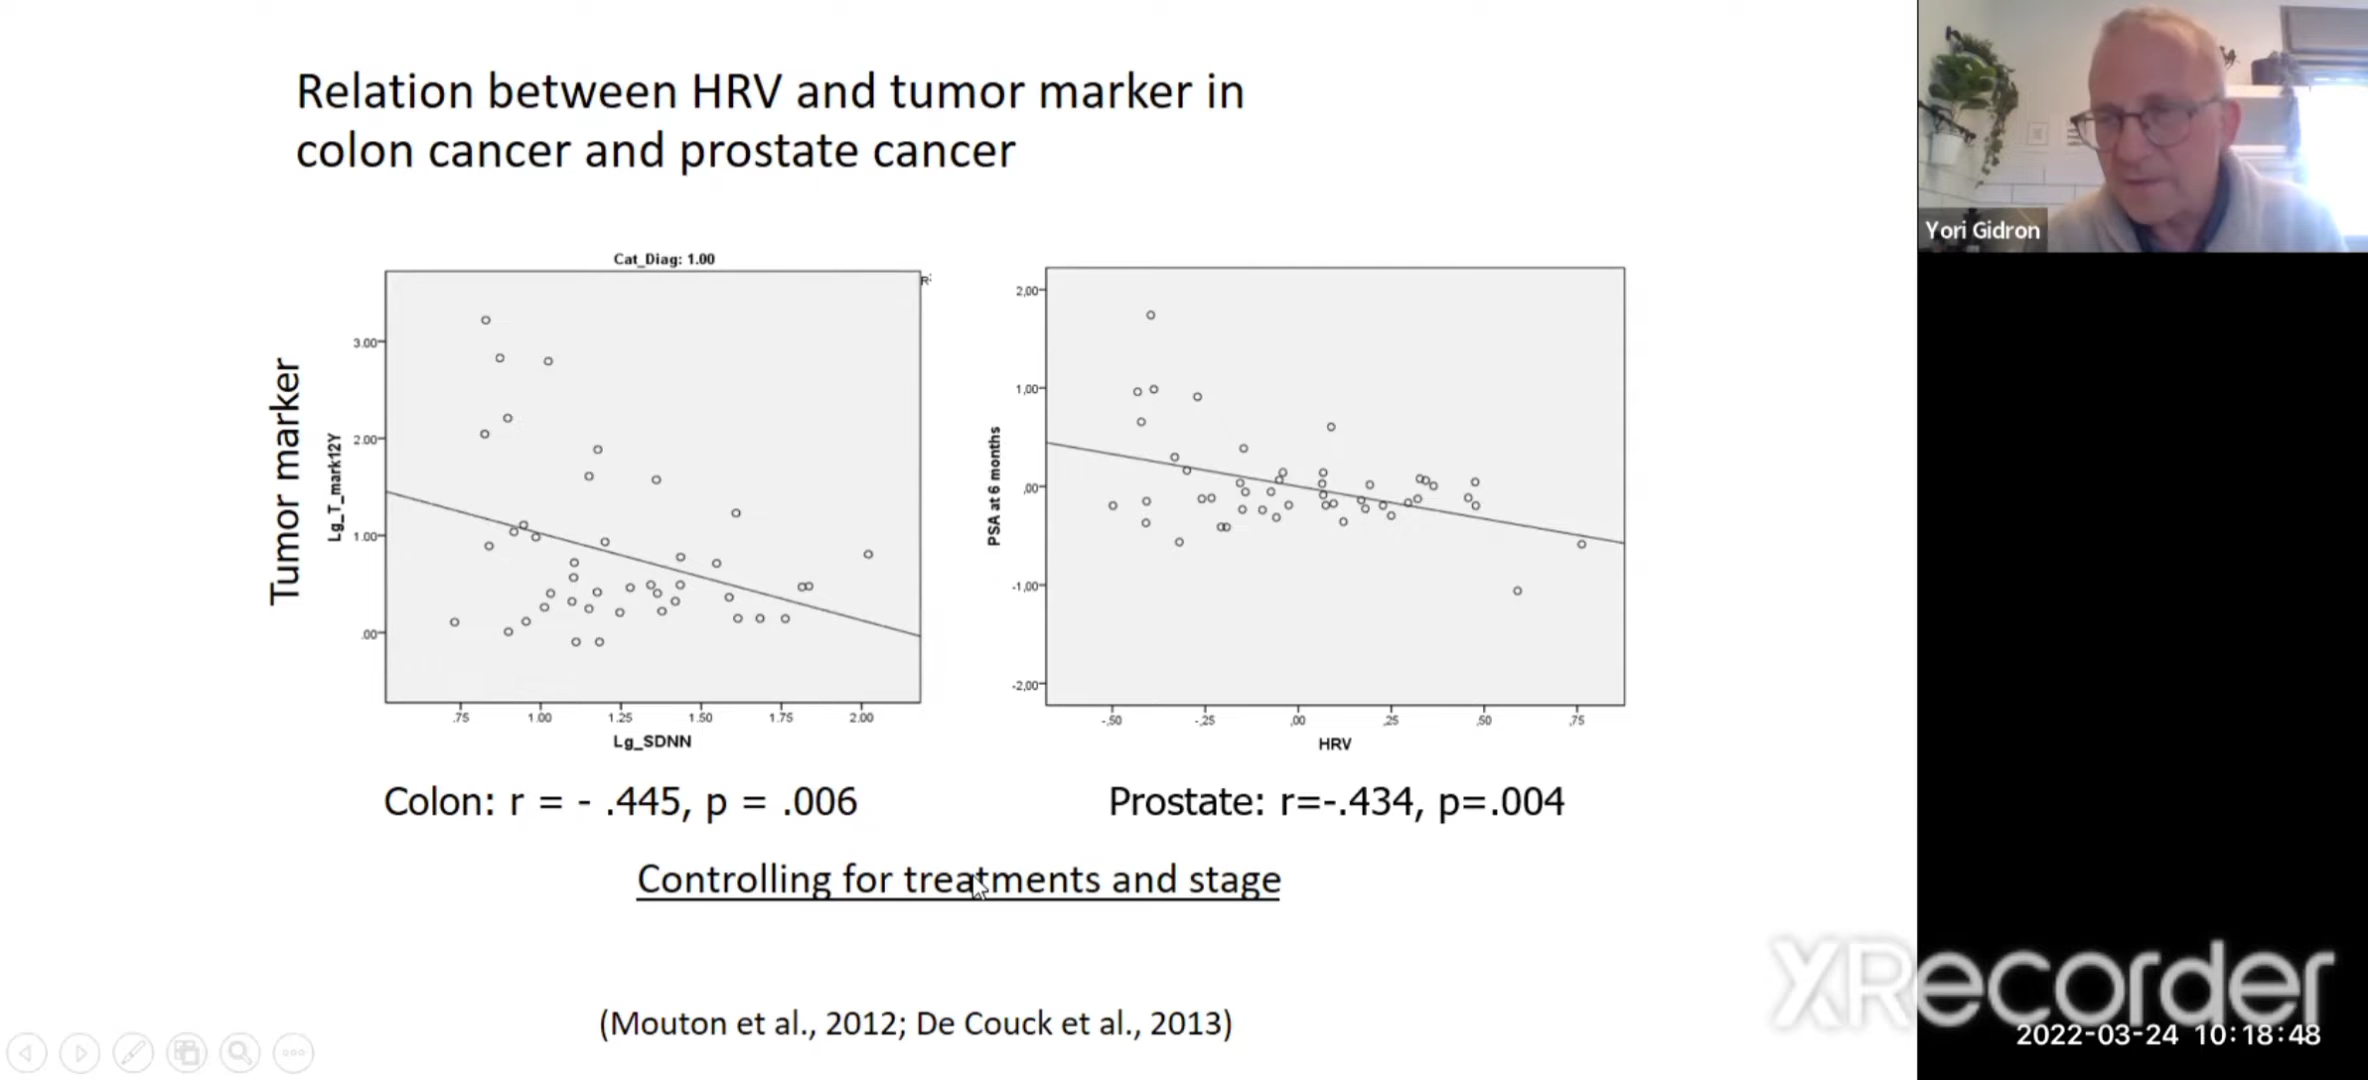 Relation between HRV and tumor marker in
colon cancer and prostate cancer
Yori Gidron
Cat_Diag: 1.00
Tumor marker
Lg_T_mark12Y
3.00
2.00
1.00
.00
.75
1.00
1.25
1.50
1.75
2.00
Lg_SDNN
PSA at 6 months
2,00
1,00
,00
-1,00
-2,00
-,50
-,25
,00
,25
,50
,75
HRV
Colon: r = - .445, p = .006
Prostate: r=-.434, p=.004
Controlling for treatments and stage
(Mouton et al., 2012; De Couck et al., 2013)
XRecorder
2022-03-24 10:18:48